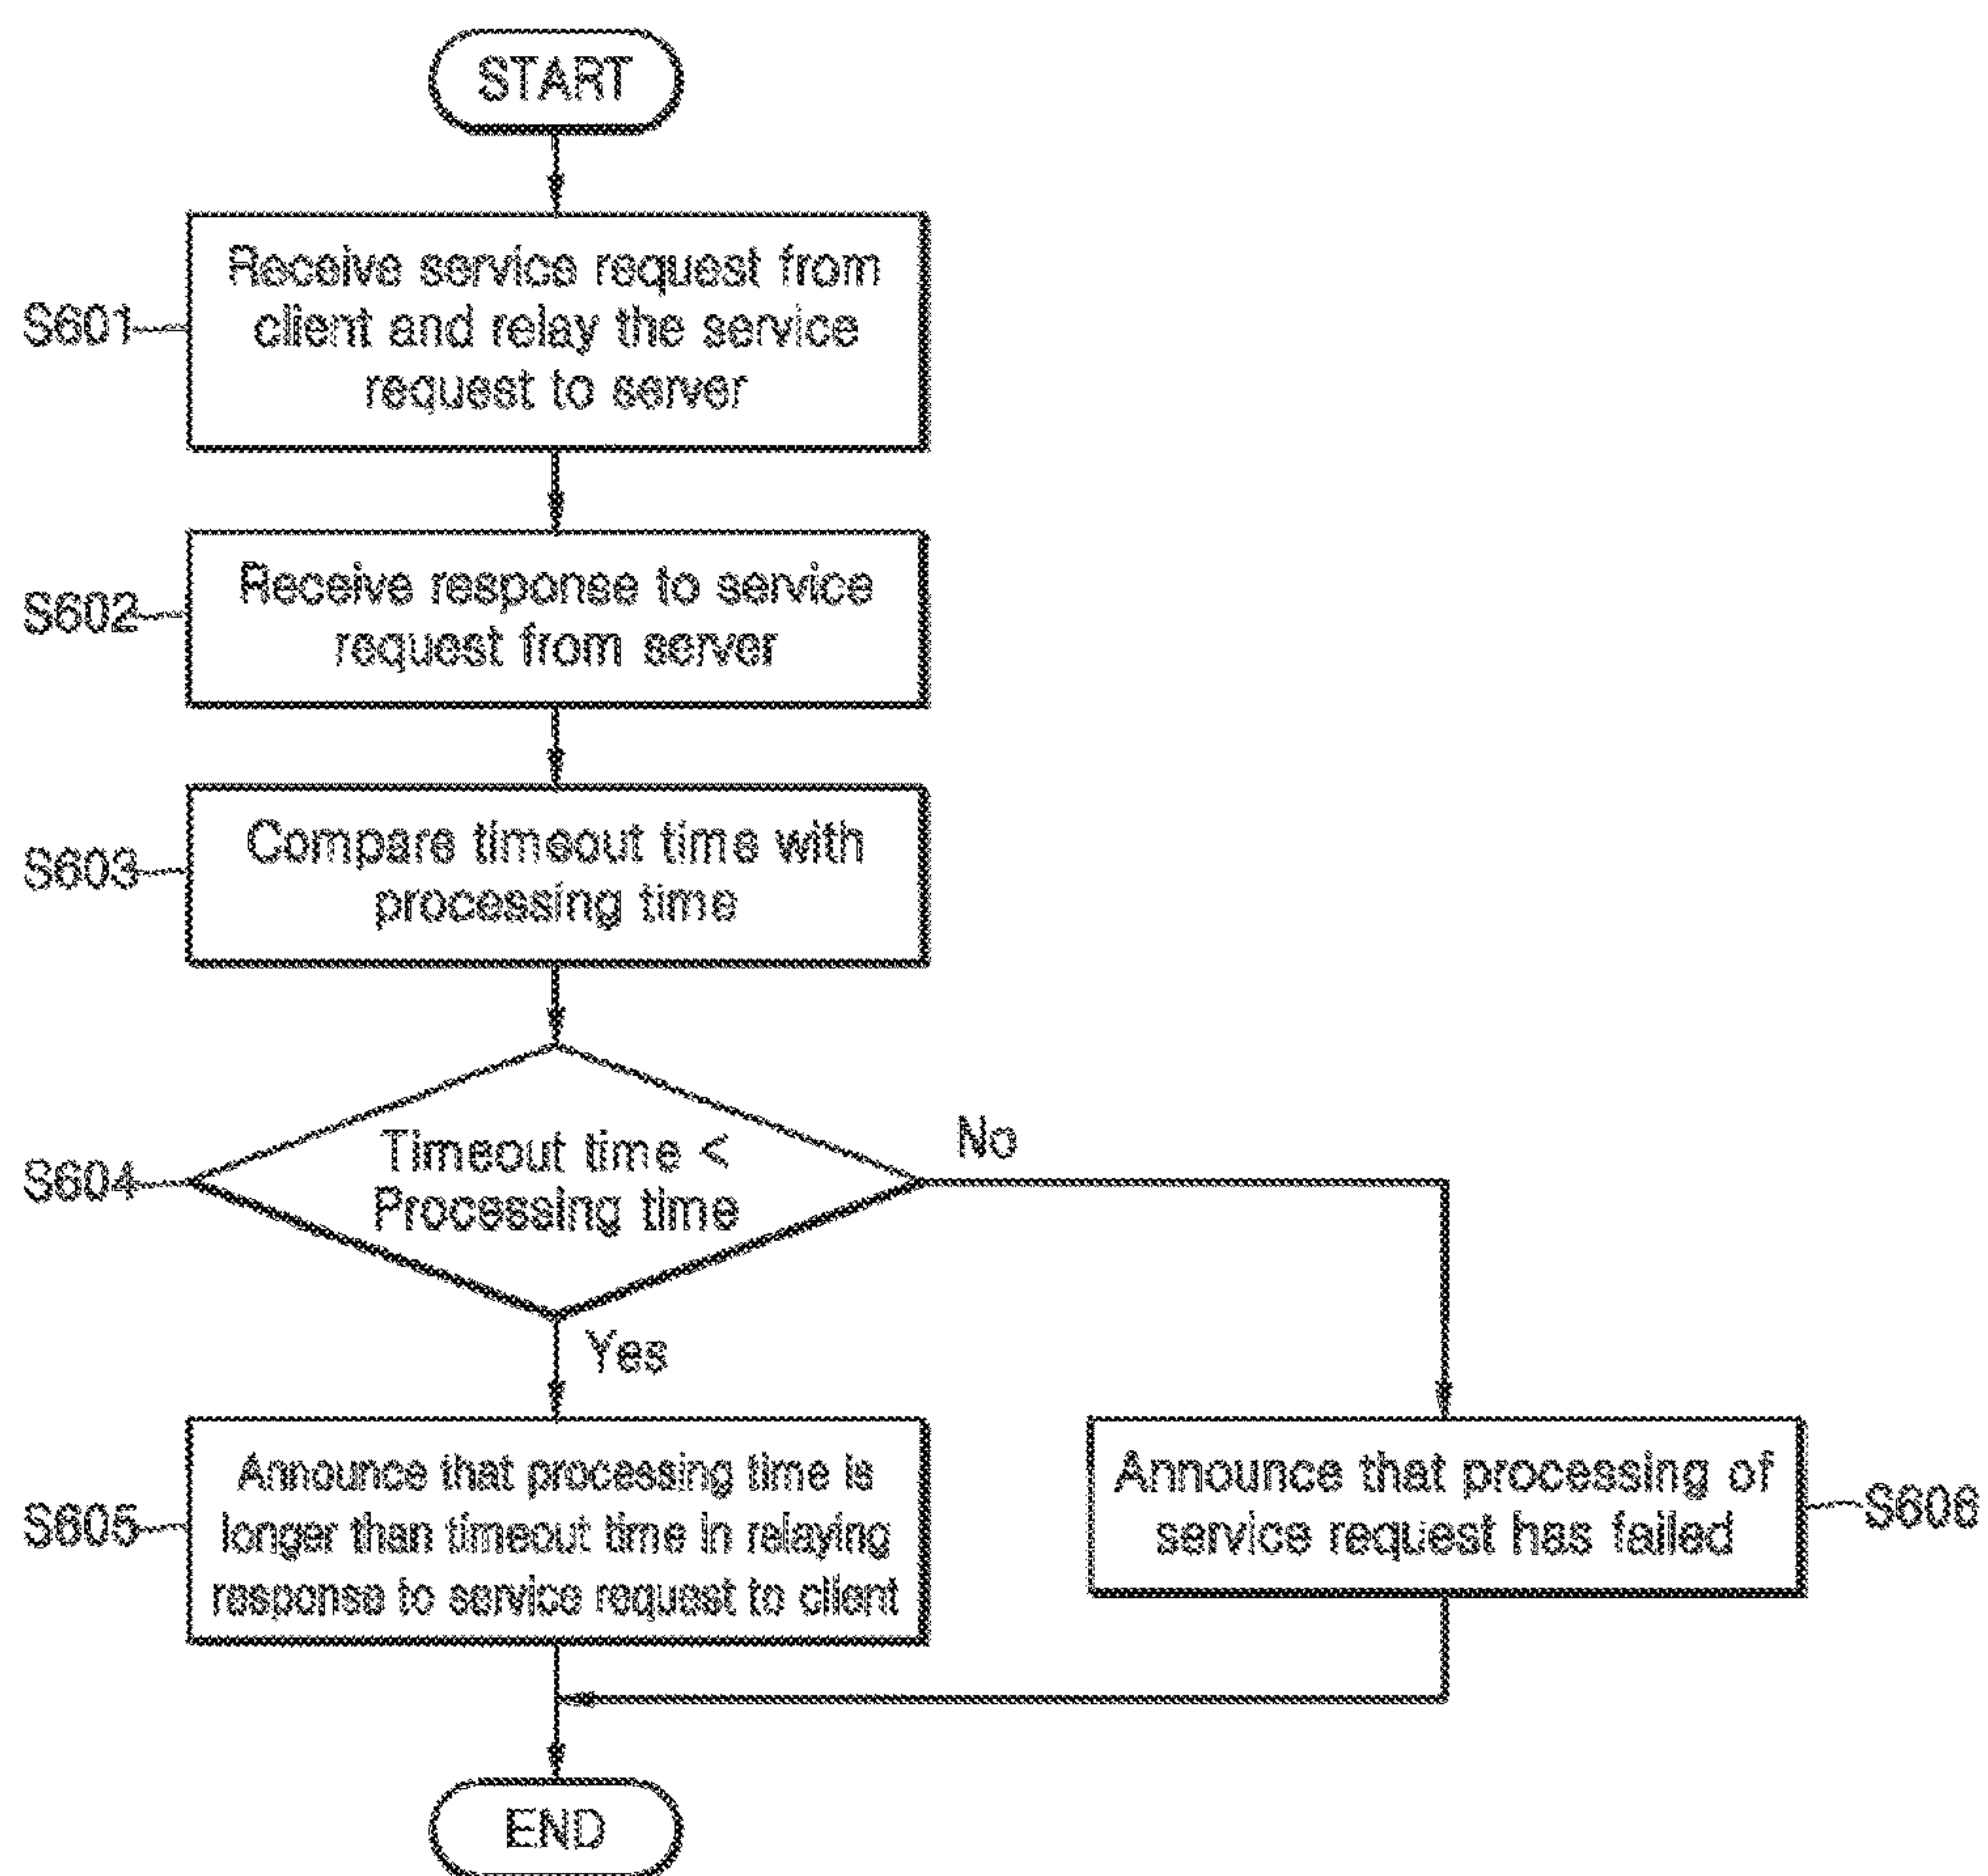 START
S601
Receive service request from
client and relay the service
request to server
S602
Receive response to service
request from server
S603
Compare timeout time with
processing time
S604
Timeout time <
Processing time
No
Yes
S605
Announce that processing time is
longer than timeout time in relaying
response to service request to client
Announce that processing of
service request has failed
S606
END